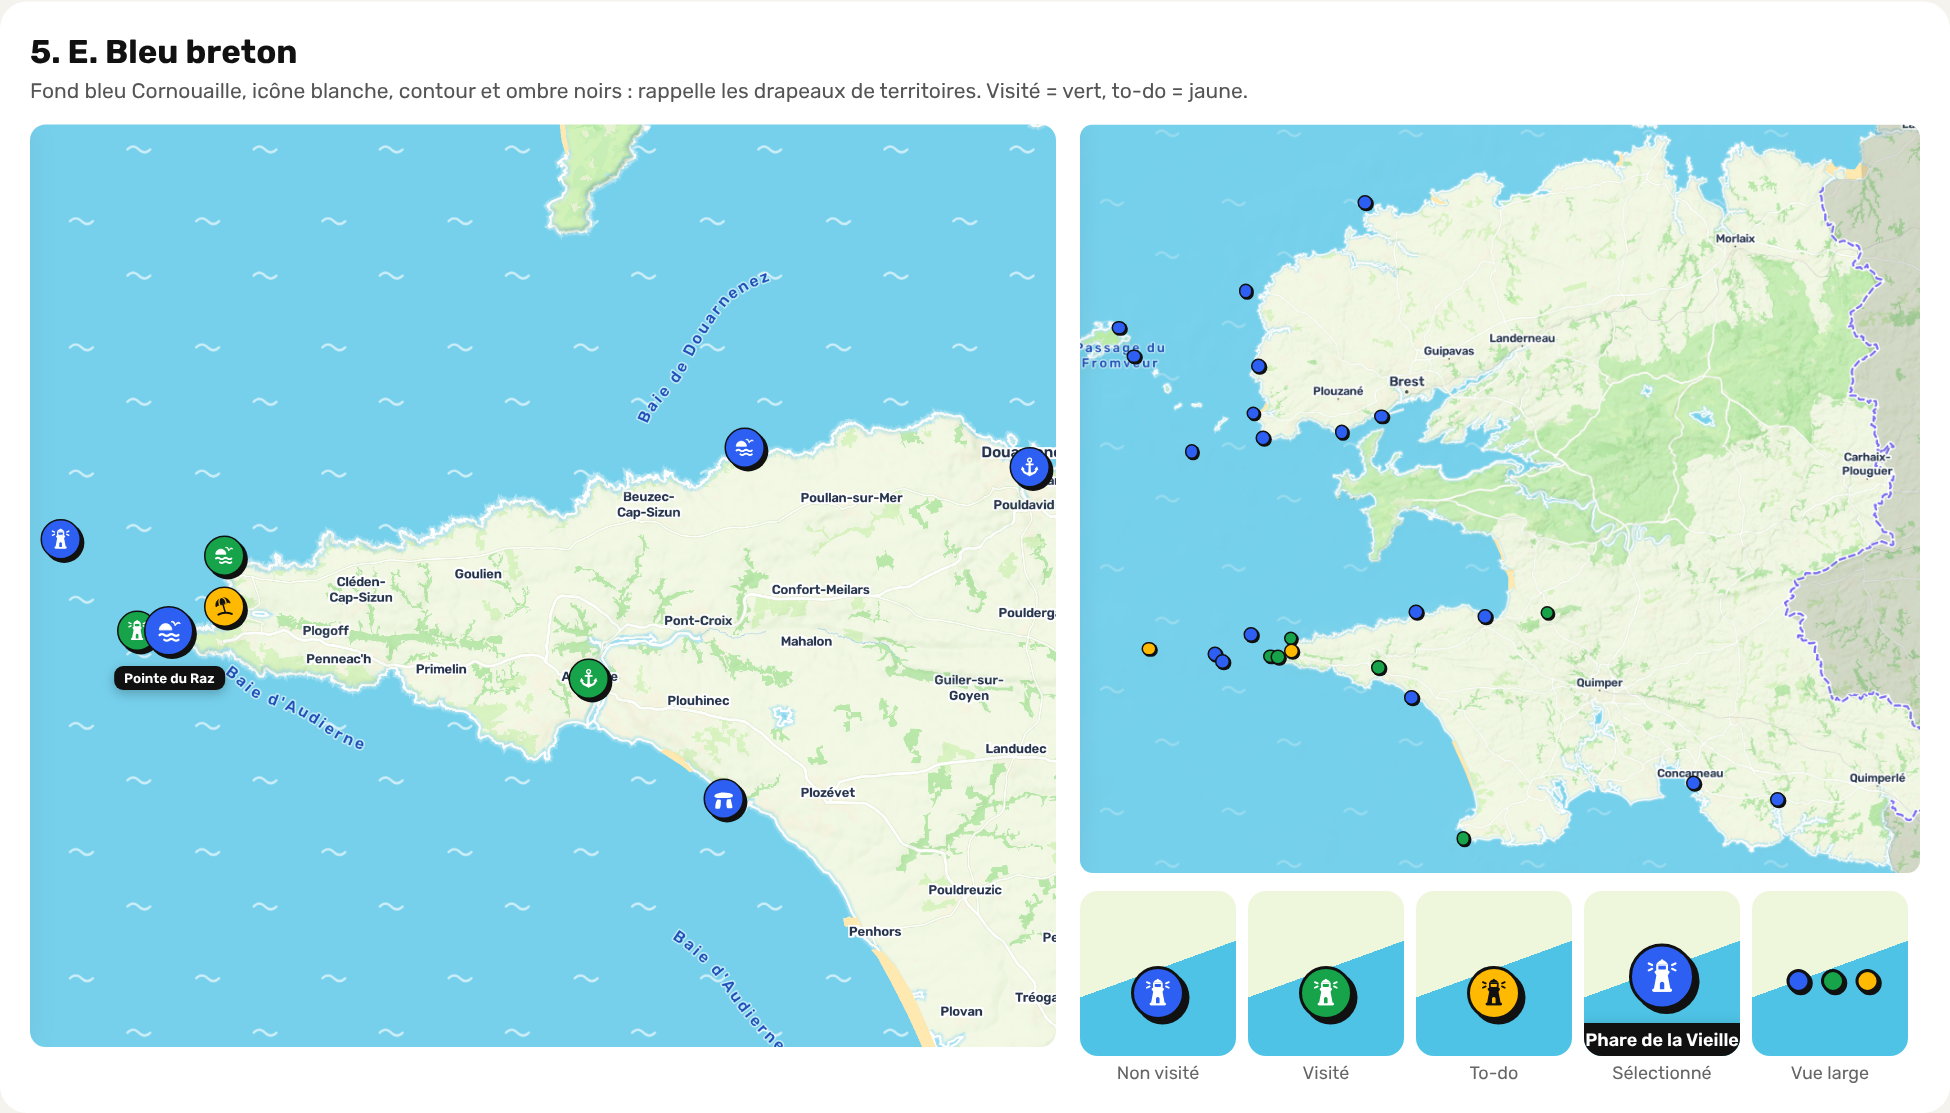 5. E. Bleu breton
Fond bleu Cornouaille, icône blanche, contour et ombre noirs : rappelle les drapeaux de territoires. Visité = vert, to-do = jaune.
Baie de Douarnenez
Beuzec-
Cap-Sizun
Poullan-sur-Mer
Pouldavid
Cléden-
Cap-Sizun
Goulien
Confort-Meilars
Plogoff
Pont-Croix
Mahalon
Penneac'h
Primelin
Pointe du Raz
Baie d'Audierne
Plouhinec
Guiler-sur-
Goyen
Landudec
Plozévet
Pouldreuzic
Penhors
Baie d'Audierne
Plovan
Morlaix
Passage du
Fromveur
Landerneau
Guipavas
Plouzané
Brest
Carhaix-
Plouguer
Quimper
Concarneau
Quimperlé
Phare de la Vieille
Non visité
Visité
To-do
Sélectionné
Vue large